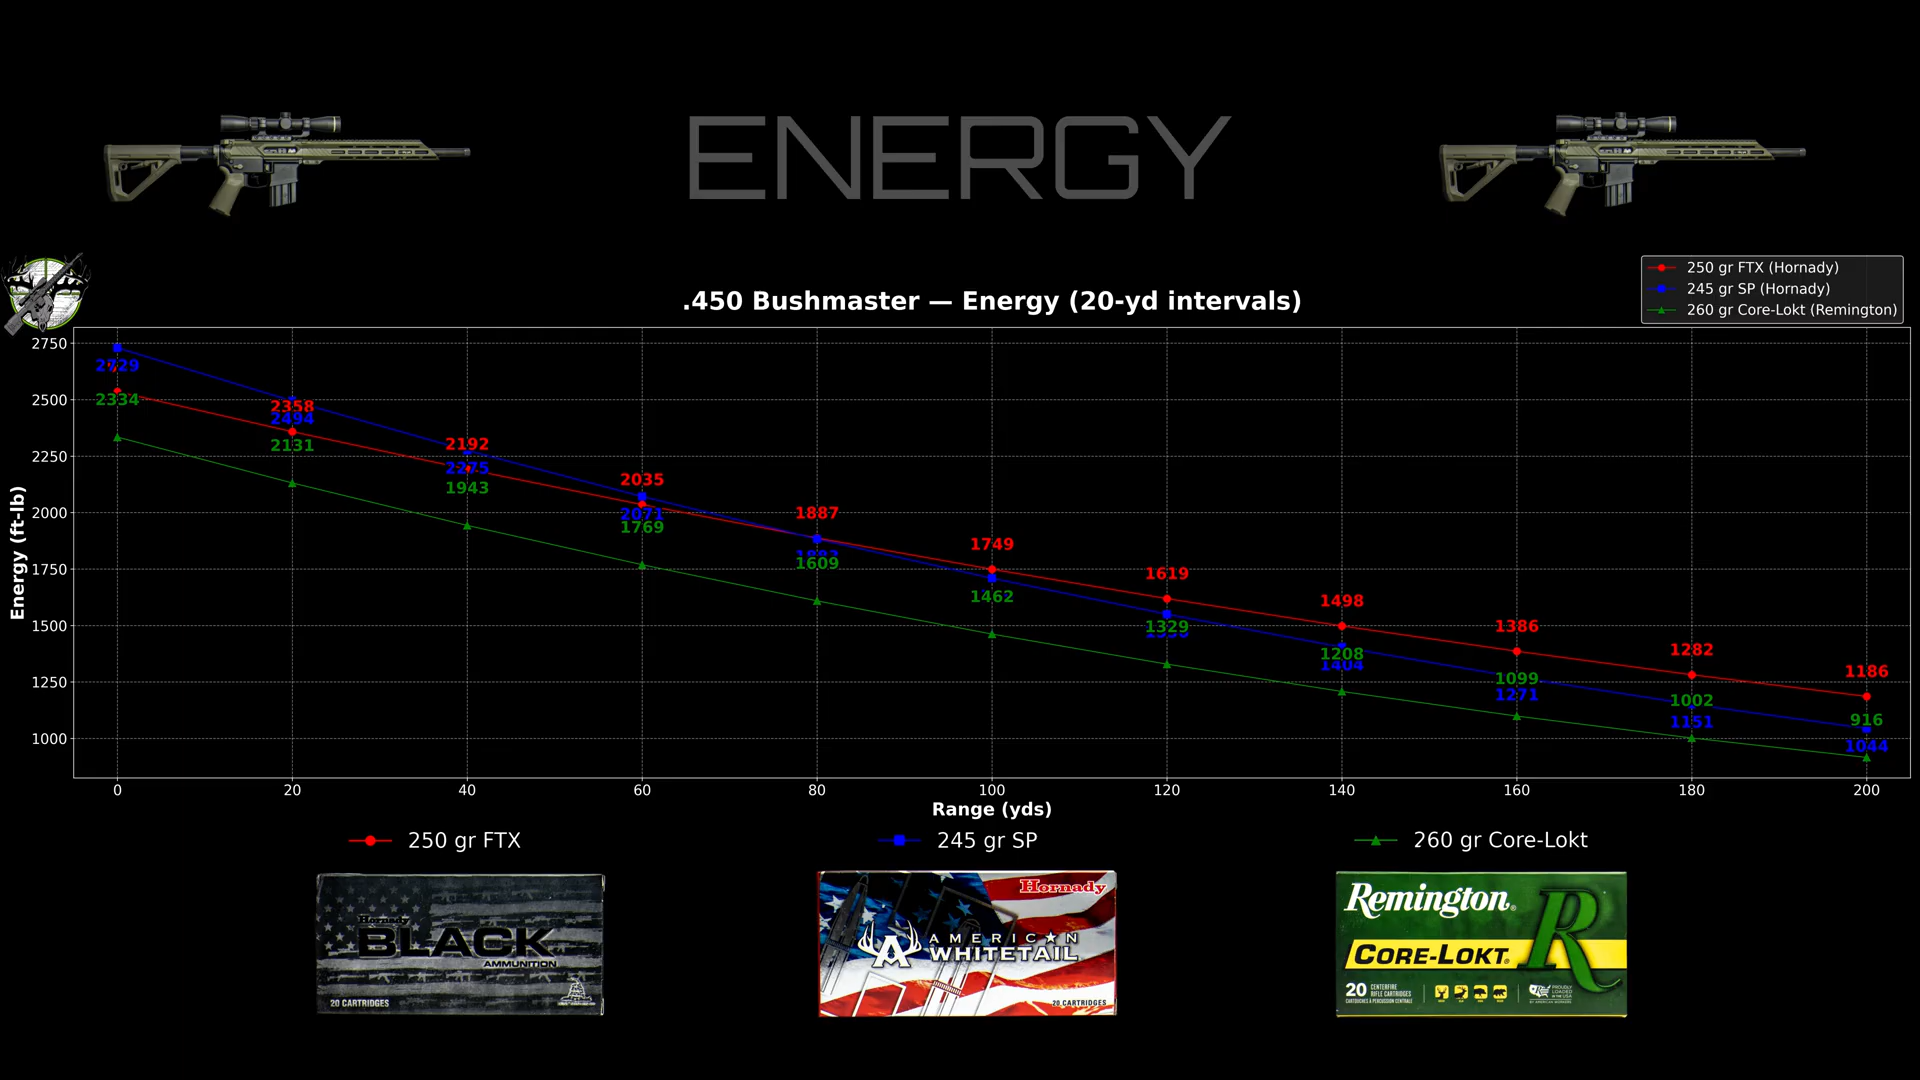 ENERGY
250 gr FTX (Hornady)
245 gr SP (Hornady)
260 gr Core-Lokt (Remington)
.450 Bushmaster — Energy (20-yd intervals)
Energy (ft-lb)
2750
2500
2250
2000
1750
1500
1250
1000
2729
2334
2358
2494
2131
2192
2275
1943
2035
2071
1769
1887
1609
1749
1462
1619
1329
1498
1208
1404
1386
1099
1271
1282
1002
1151
1186
916
1044
0 20 40 60 80 100 120 140 160 180 200
Range (yds)
250 gr FTX
245 gr SP
260 gr Core-Lokt
Hornady
BLACK
AMMUNITION
20 CARTRIDGES
Hornady
AMERICAN
WHITETAIL
20 CARTRIDGES
Remington
CORE-LOKT
R
20 CENTERFIRE
RIFLE CARTRIDGES